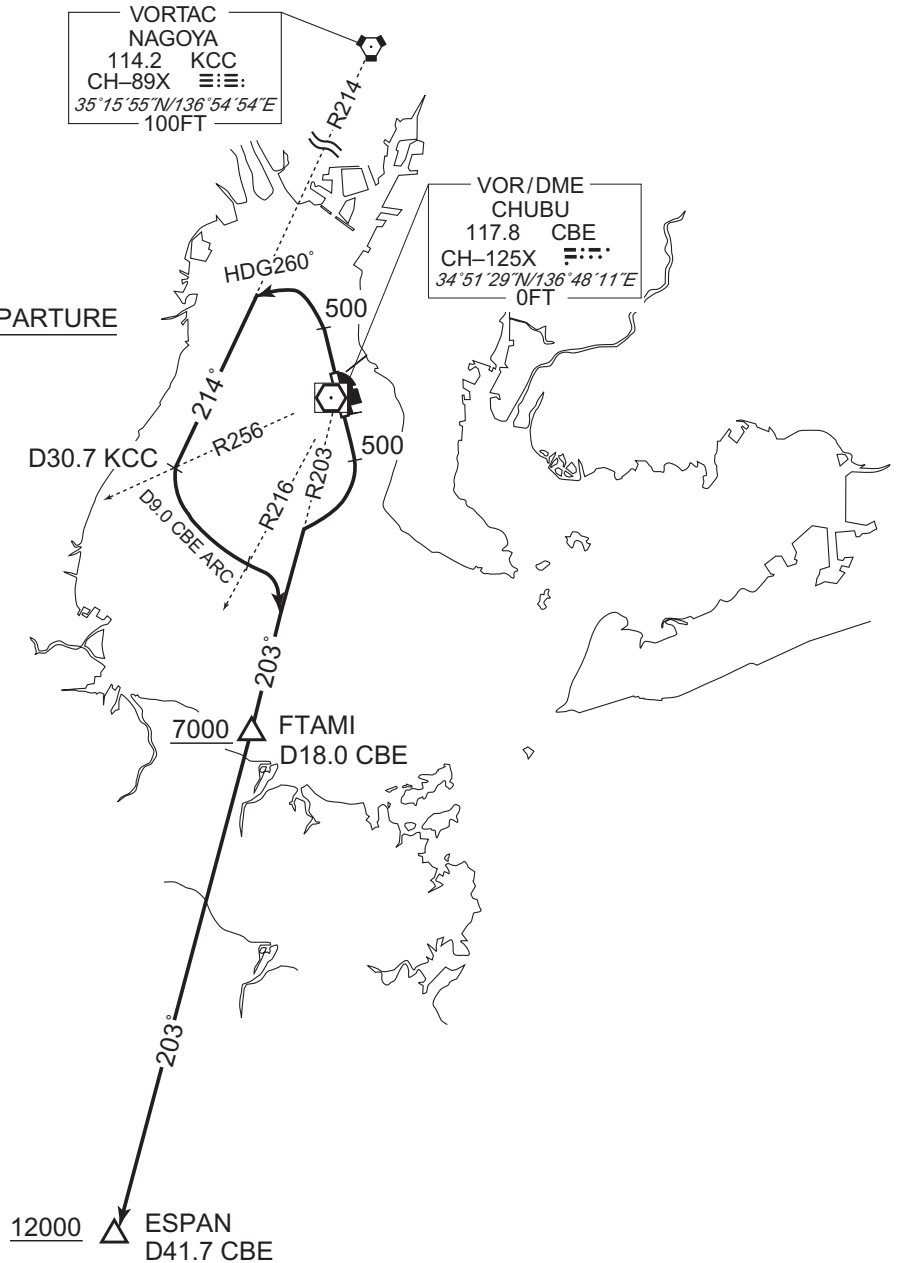 VORTAC
NAGOYA
114.2 KCC
CH–89X
35°15´55˝N/136°54´54˝E
100FT
R214
VOR/DME
CHUBU
117.8 CBE
CH–125X
34°51´29˝N/136°48´11˝E
0FT
HDG260°
500
PARTURE
214°
R256
500
D30.7 KCC
R203
R216
D9.0 CBE ARC
203°
7000
FTAMI
D18.0 CBE
203°
12000
ESPAN
D41.7 CBE